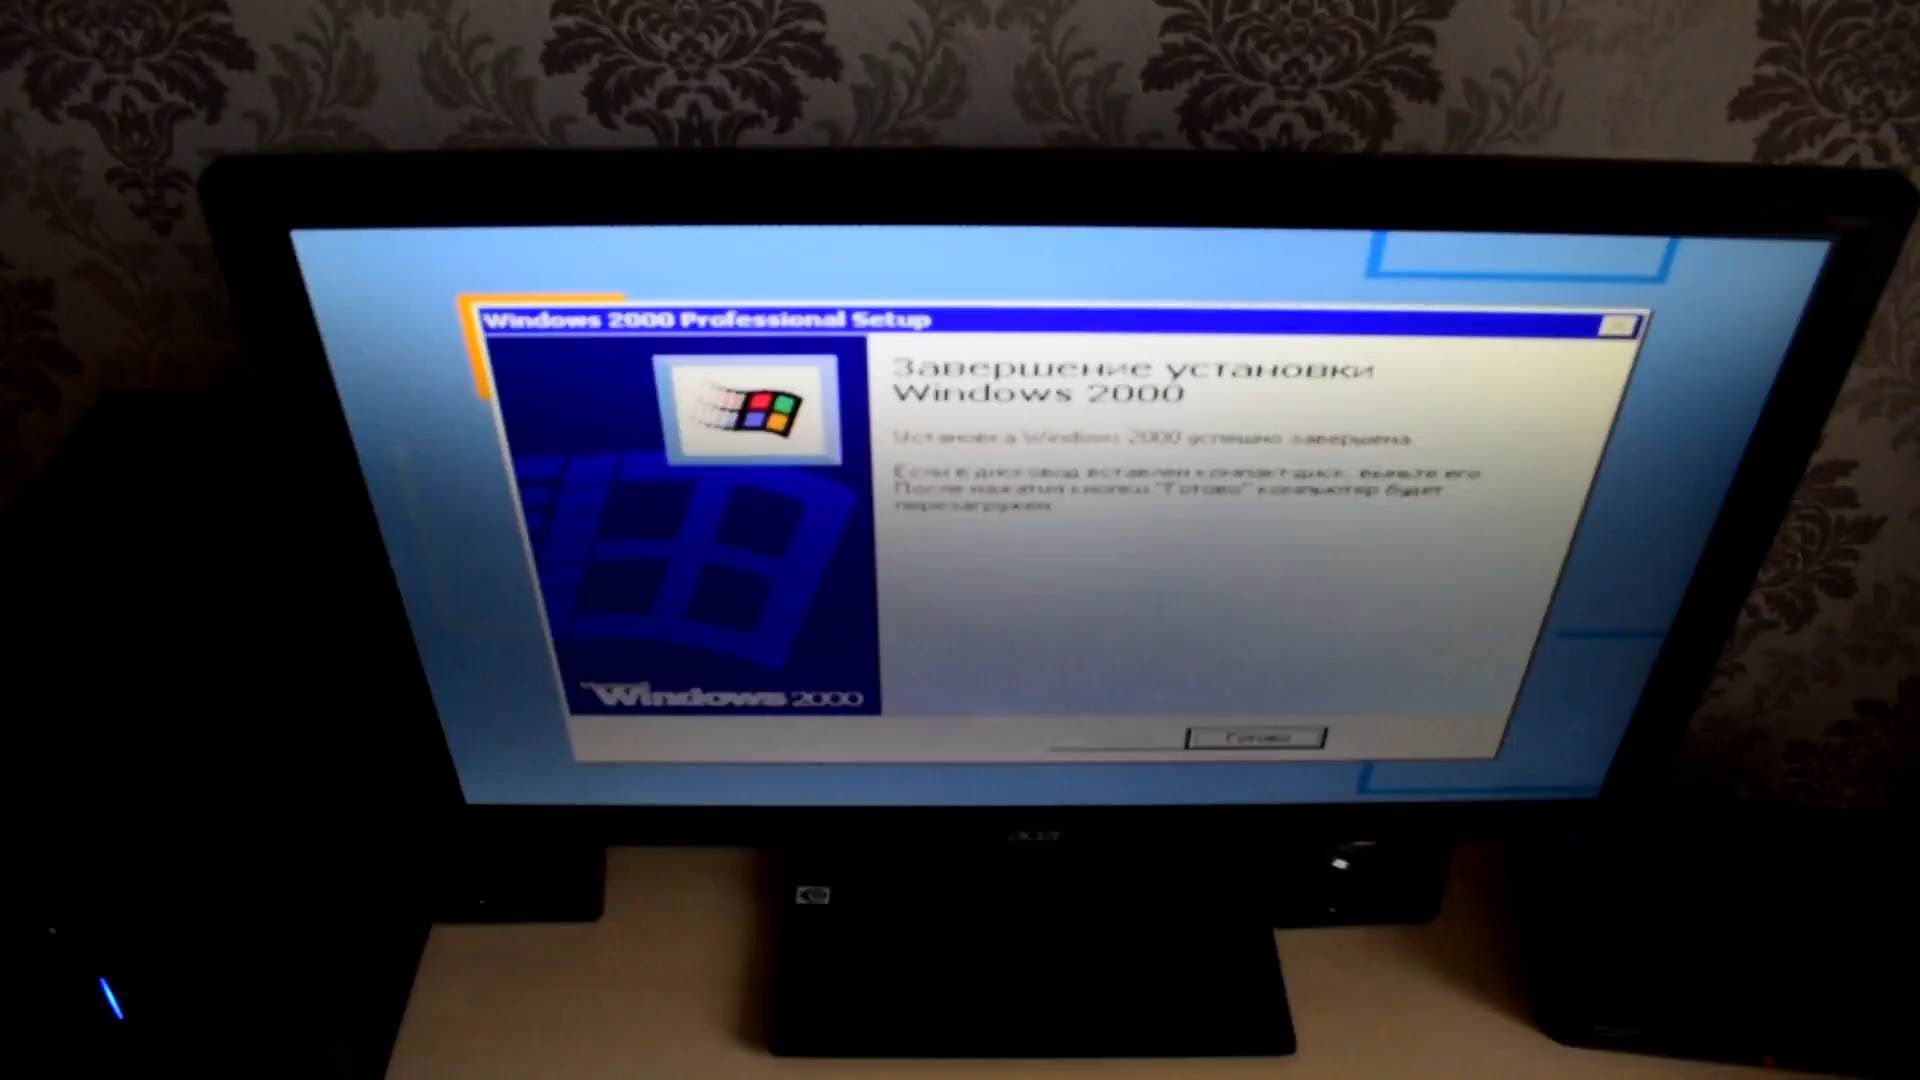 Windows 2000 Professional Setup
Завершение установки
Windows 2000
Установка Windows 2000 успешно завершена.
Если в дисковод вставлен компакт-диск, выньте его.
После нажатия кнопки "Готово" компьютер будет
перезагружен.
Windows 2000
Готово
acer